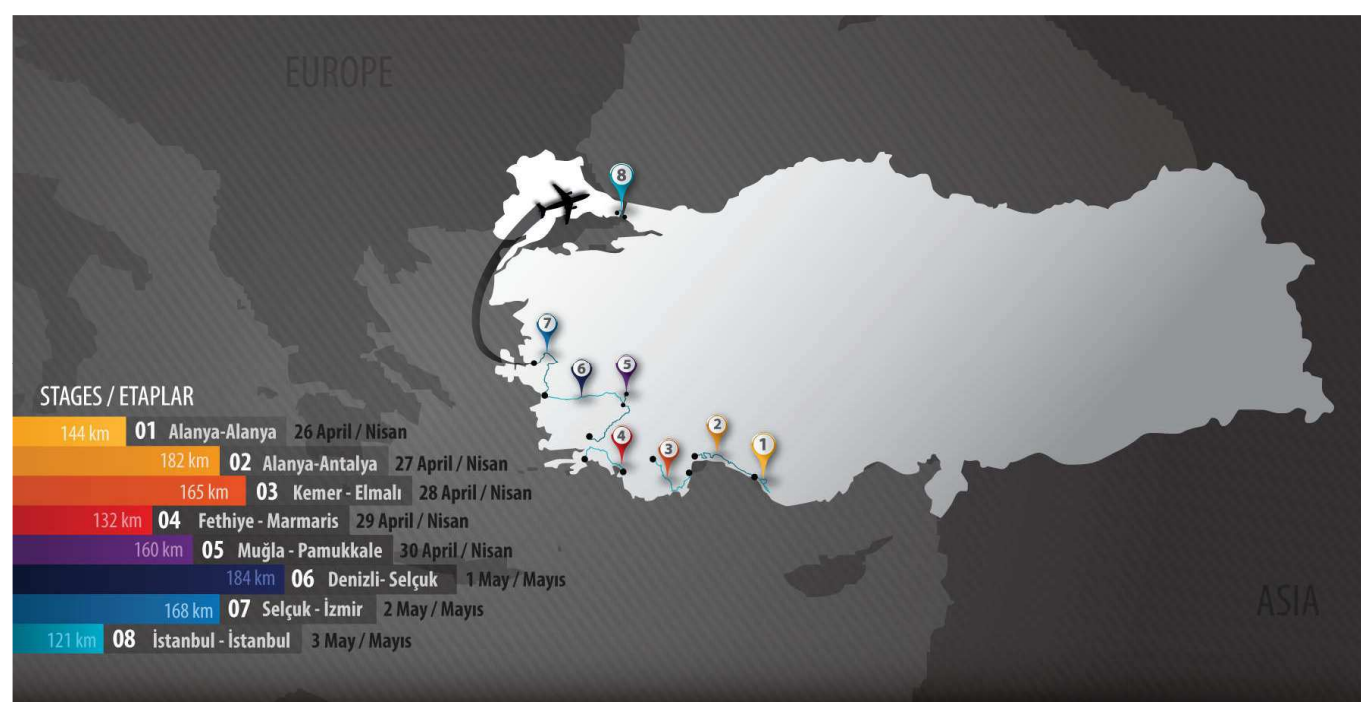 EUROPE
8
7
6
5
4
3
2
1
STAGES / ETAPLAR
144 km 01 Alanya-Alanya 26 April / Nisan
182 km 02 Alanya-Antalya 27 April / Nisan
165 km 03 Kemer - Elmalı 28 April / Nisan
132 km 04 Fethiye - Marmaris 29 April / Nisan
160 km 05 Muğla - Pamukkale 30 April / Nisan
184 km 06 Denizli- Selçuk 1 May / Mayıs
168 km 07 Selçuk - İzmir 2 May / Mayıs
121 km 08 İstanbul - İstanbul 3 May / Mayıs
ASIA